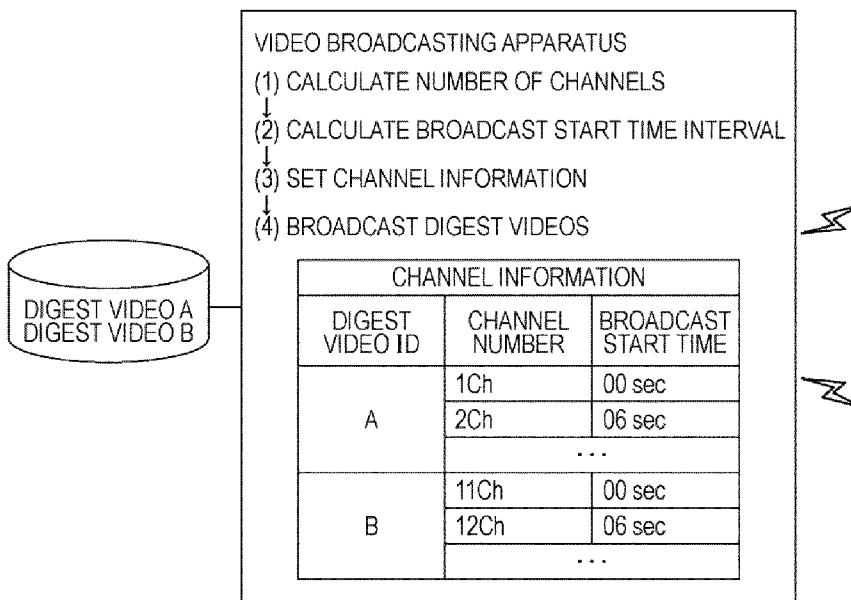 VIDEO BROADCASTING APPARATUS
(1) CALCULATE NUMBER OF CHANNELS
↓
(2) CALCULATE BROADCAST START TIME INTERVAL
↓
(3) SET CHANNEL INFORMATION
↓
(4) BROADCAST DIGEST VIDEOS
DIGEST VIDEO A
DIGEST VIDEO B
CHANNEL INFORMATION
DIGEST VIDEO ID CHANNEL NUMBER BROADCAST START TIME
A 1Ch 00 sec
2Ch 06 sec
...
B 11Ch 00 sec
12Ch 06 sec
...